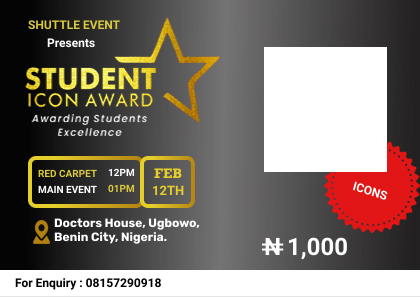 SHUTTLE EVENT
Presents
STUDENT
ICON AWARD
Awarding Students
Excellence
RED CARPET 12PM
MAIN EVENT 01PM
FEB
12TH
Doctors House, Ugbowo,
Benin City, Nigeria.
ICONS
₦ 1,000
For Enquiry : 08157290918